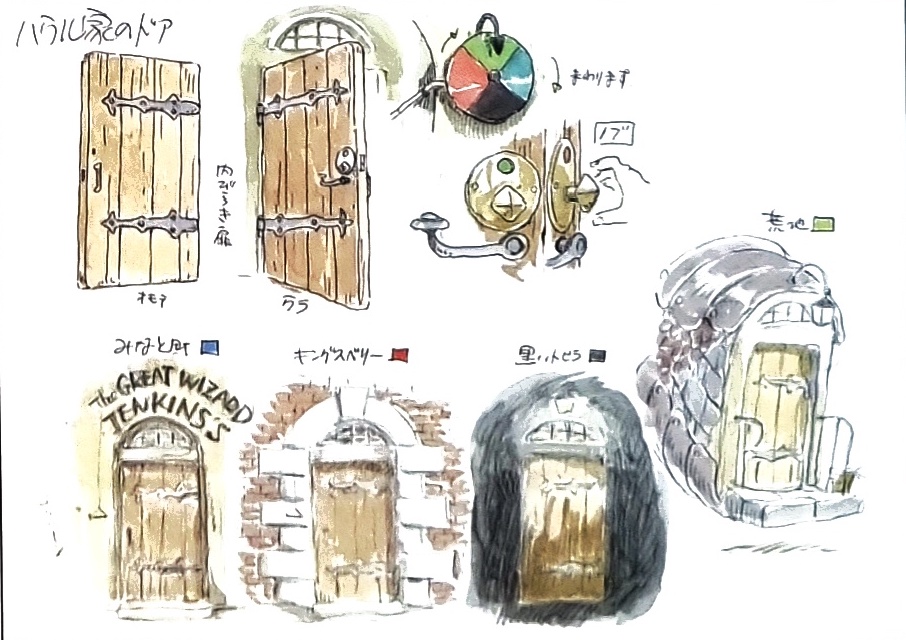 ハウル家のドア
まわります
ノブ
内びらき扉
オモテ
ウラ
荒地
みなと町
キングスベリー
黒いトビラ
The GREAT WIZARD
JENKINS'S